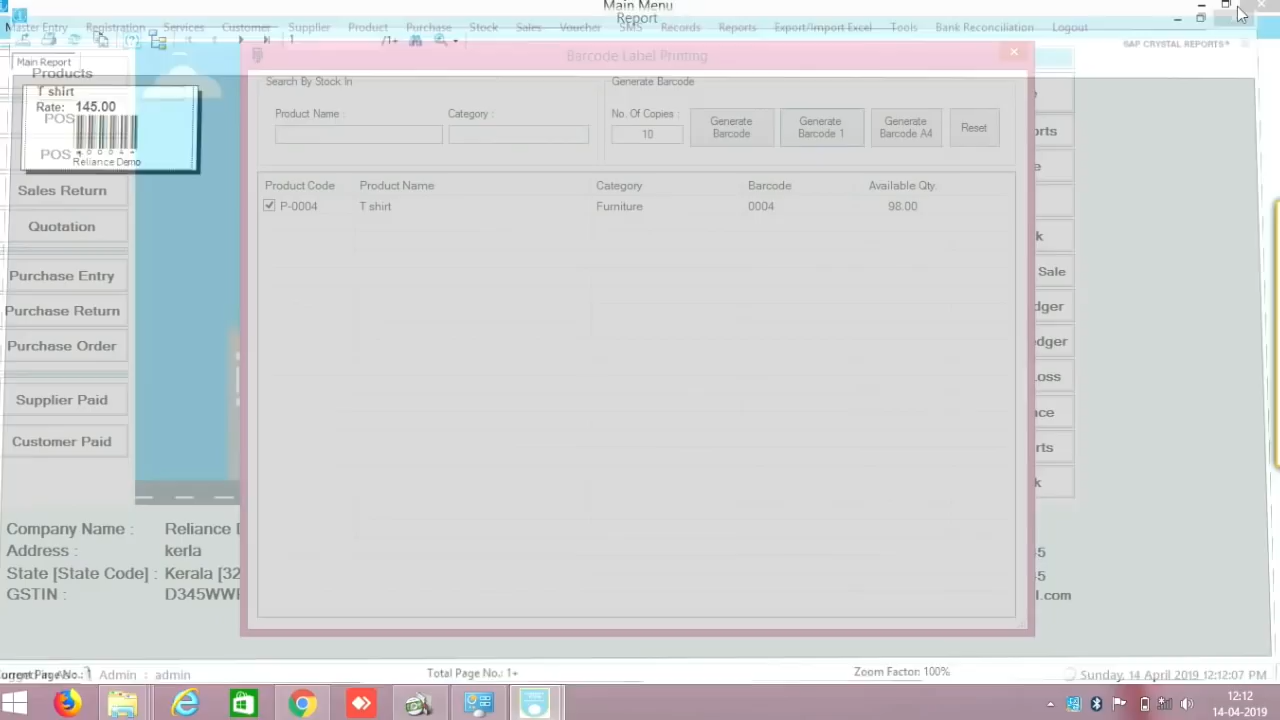 Main Menu
Report
Master Entry Registration Services Customer Supplier Product Purchase Stock Sales Voucher SMS Records Reports Export/Import Excel Tools Bank Reconciliation Logout
1 /1+
SAP CRYSTAL REPORTS®
Main Report
Barcode Label Printing
Products
T shirt
Rate: 145.00
POS
POS
Reliance Demo
Sales Return
Quotation
Purchase Entry
Purchase Return
Purchase Order
Supplier Paid
Customer Paid
Search By Stock In
Generate Barcode
Product Name :
Category :
No. Of Copies :
10
Generate Barcode
Generate Barcode 1
Generate Barcode A4
Reset
Product Code Product Name Category Barcode Available Qty.
P-0004 T shirt Furniture 0004 98.00
Sale
Company Name : Reliance D
Address : kerla
State [State Code] : Kerala [32
GSTIN : D345WW
l.com
Admin : admin
Total Page No.: 1+
Zoom Factor: 100%
Sunday, 14 April 2019 12:12:07 PM
12:12
14-04-2019